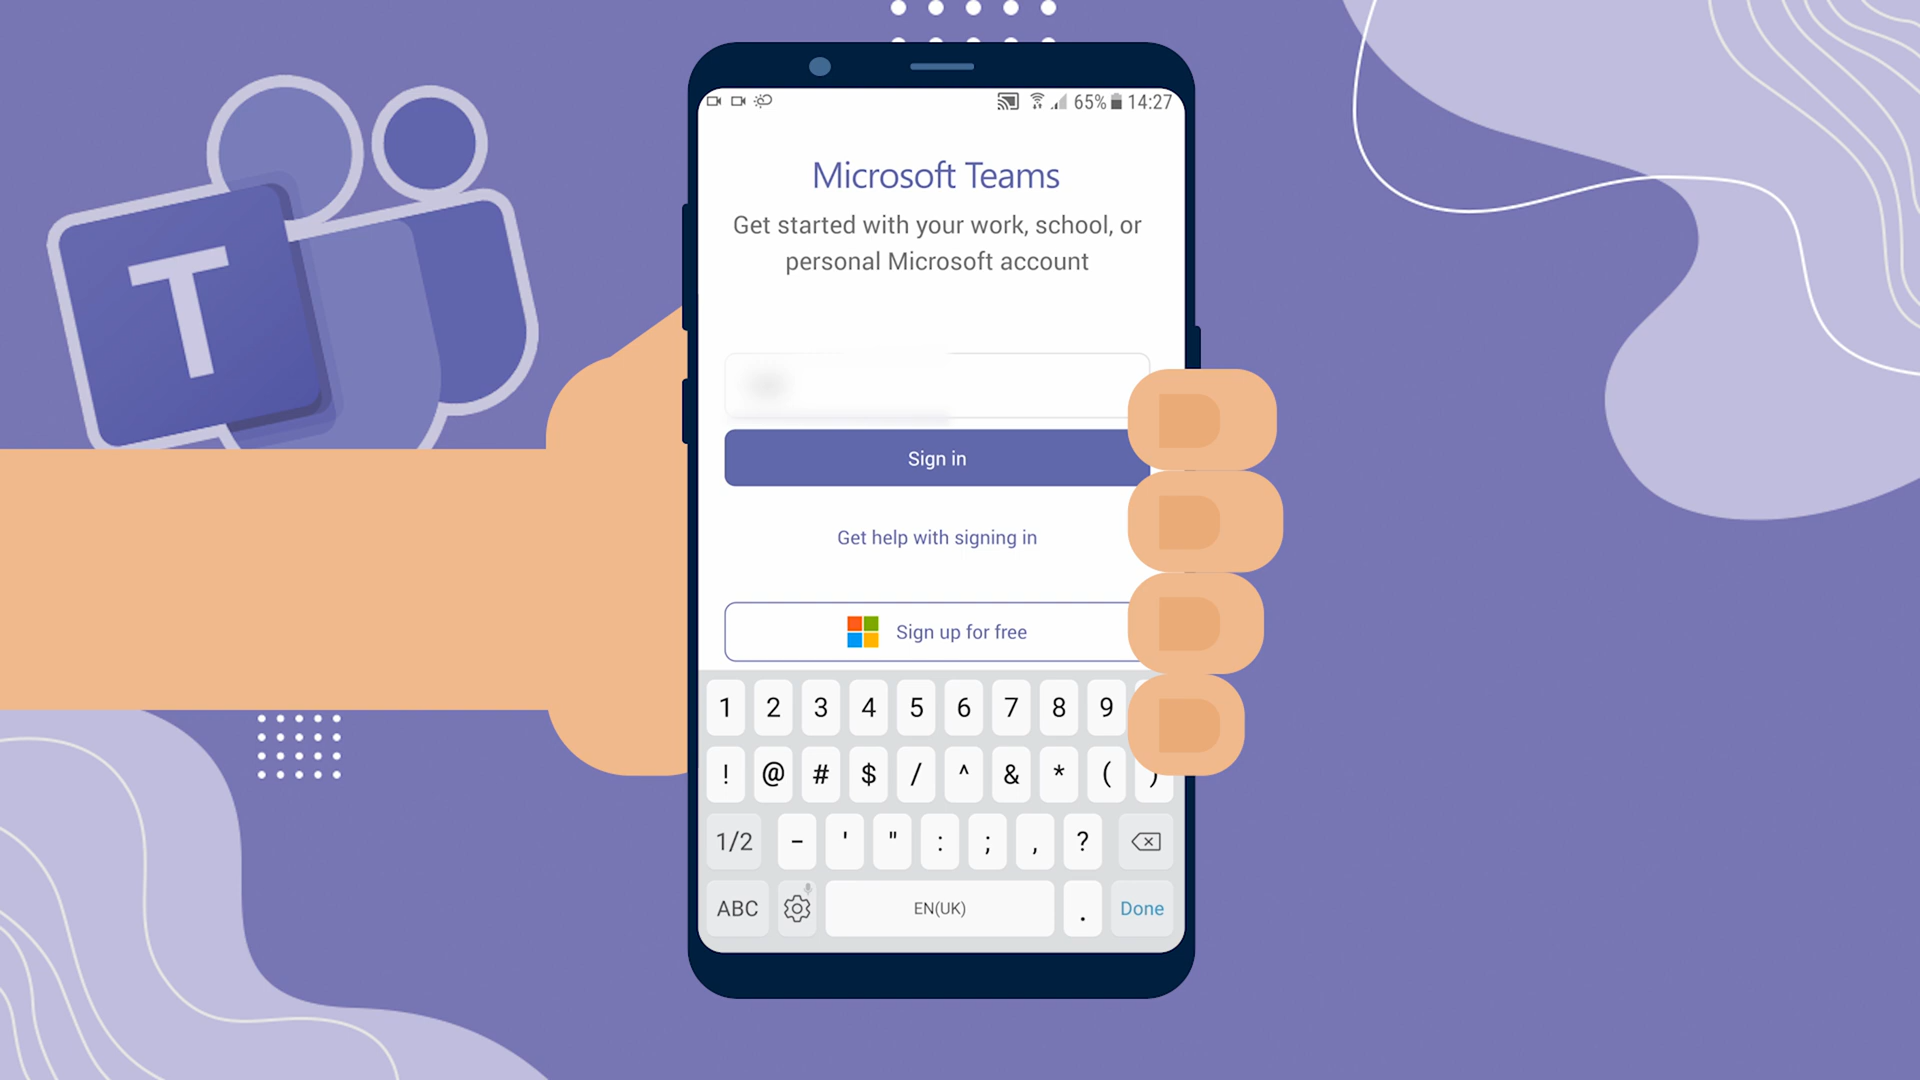 T
65% 14:27
Microsoft Teams
Get started with your work, school, or
personal Microsoft account
Sign in
Get help with signing in
Sign up for free
1 2 3 4 5 6 7 8 9
! @ # $ / ^ & * ( )
1/2 - ' " : ; , ?
ABC EN(UK) . Done